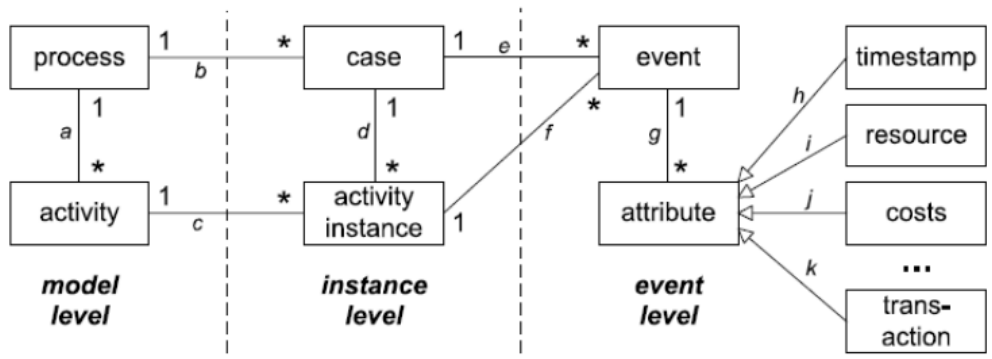 process
1
b
*
case
1
e
*
event
timestamp
1
a
*
1
d
*
*
f
1
g
*
h
i
resource
activity
1
c
*
activity
instance
1
attribute
j
costs
k
...
trans-
action
model
level
instance
level
event
level